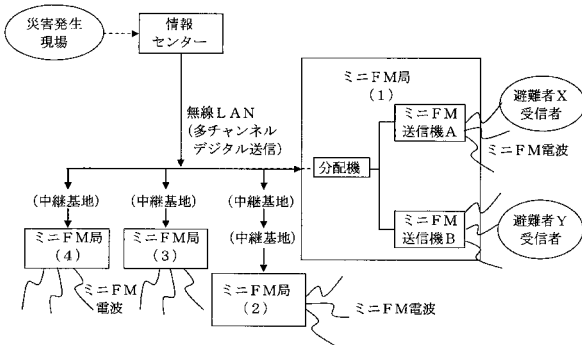 災害発生
現場
情報
センター
無線LAN
(多チャンネル
デジタル送信)
ミニFM局
(1)
分配機
ミニFM
送信機A
避難者X
受信者
ミニFM電波
ミニFM
送信機B
避難者Y
受信者
(中継基地)
(中継基地)
(中継基地)
(中継基地)
ミニFM局
(4)
ミニFM局
(3)
ミニFM
電波
ミニFM局
(2)
ミニFM電波